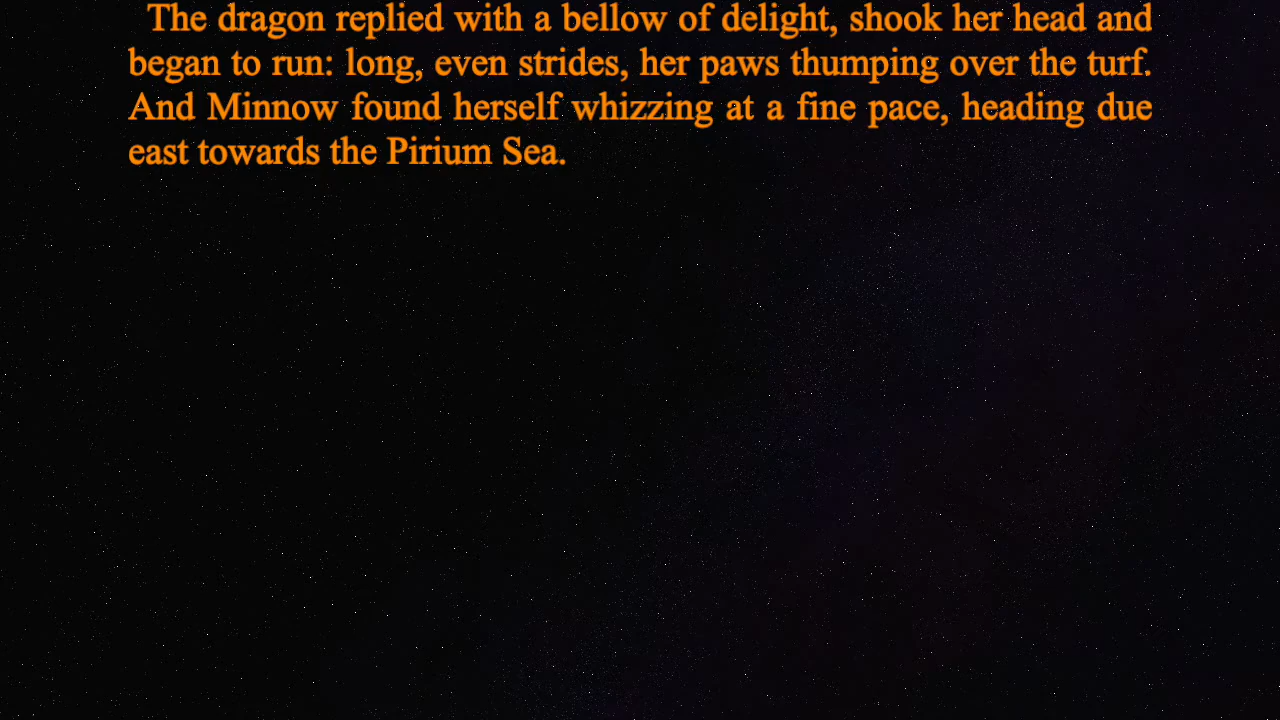 The dragon replied with a bellow of delight, shook her head and
began to run: long, even strides, her paws thumping over the turf.
And Minnow found herself whizzing at a fine pace, heading due
east towards the Pirium Sea.